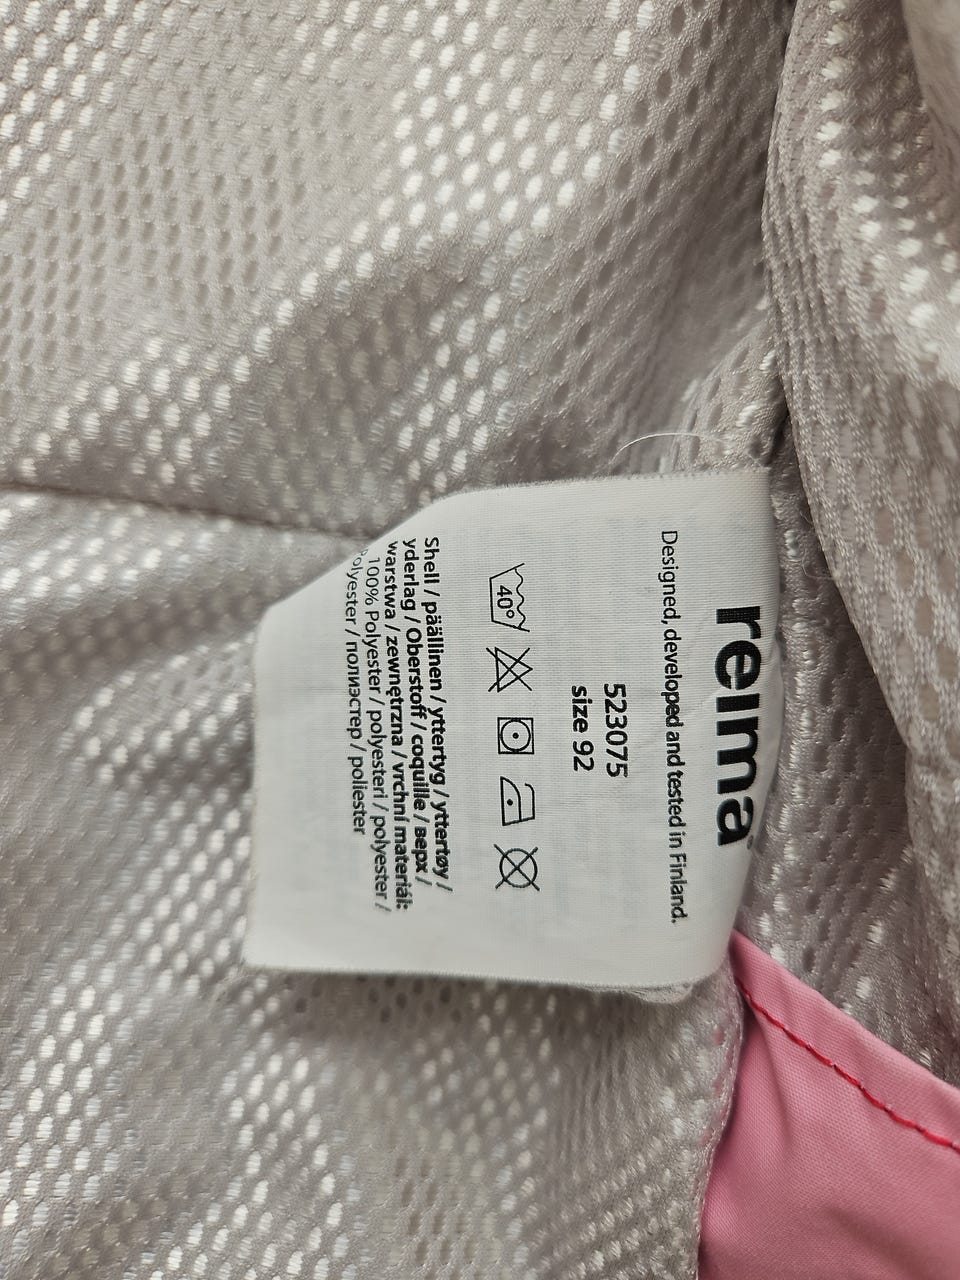 reima®
Designed, developed and tested in Finland.
523075
size 92
40°
Shell / päällinen / yttertyg / yttertøy /
yderlag / Oberstoff / coquille / верх /
warstwa / zewnętrzna / vrchní materiál:
100% Polyester / polyesteri / polyester /
Polyester / полиэстер / poliester